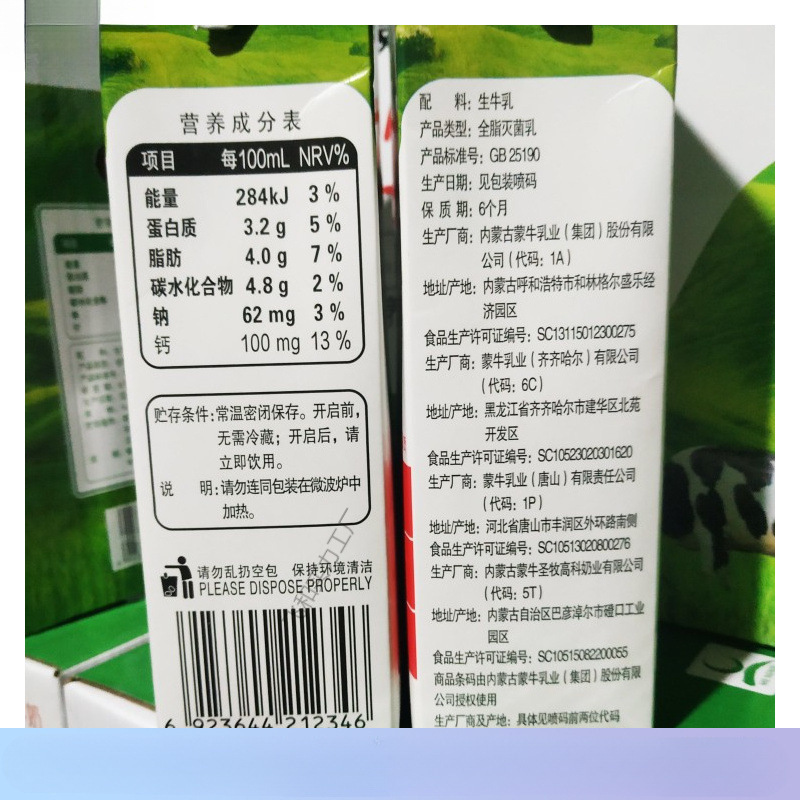 营养成分表
项目 每100mL NRV%
能量 284kJ 3 %
蛋白质 3.2 g 5 %
脂肪 4.0 g 7 %
碳水化合物 4.8 g 2 %
钠 62 mg 3 %
钙 100 mg 13 %
贮存条件:常温密闭保存。开启前,
无需冷藏;开启后,请
立即饮用。
说 明:请勿连同包装在微波炉中
加热。
请勿乱扔空包 保持环境清洁
PLEASE DISPOSE PROPERLY
6 923644 212346
配 料: 生牛乳
产品类型: 全脂灭菌乳
产品标准号: GB 25190
生产日期: 见包装喷码
保 质 期: 6个月
生产厂商: 内蒙古蒙牛乳业(集团)股份有限
公司(代码: 1A)
地址/产地: 内蒙古呼和浩特市和林格尔盛乐经
济园区
食品生产许可证编号: SC13115012300275
生产厂商: 蒙牛乳业(齐齐哈尔)有限公司
(代码: 6C)
地址/产地: 黑龙江省齐齐哈尔市建华区北苑
开发区
食品生产许可证编号: SC10523020301620
生产厂商: 蒙牛乳业(唐山)有限责任公司
(代码: 1P)
地址/产地: 河北省唐山市丰润区外环路南侧
食品生产许可证编号: SC10513020800276
生产厂商: 内蒙古蒙牛圣牧高科奶业有限公司
(代码: 5T)
地址/产地: 内蒙古自治区巴彦淖尔市磴口工业
园区
食品生产许可证编号: SC10515082200055
商品条码由内蒙古蒙牛乳业(集团)股份有限
公司授权使用
生产厂商及产地: 具体见喷码前两位代码